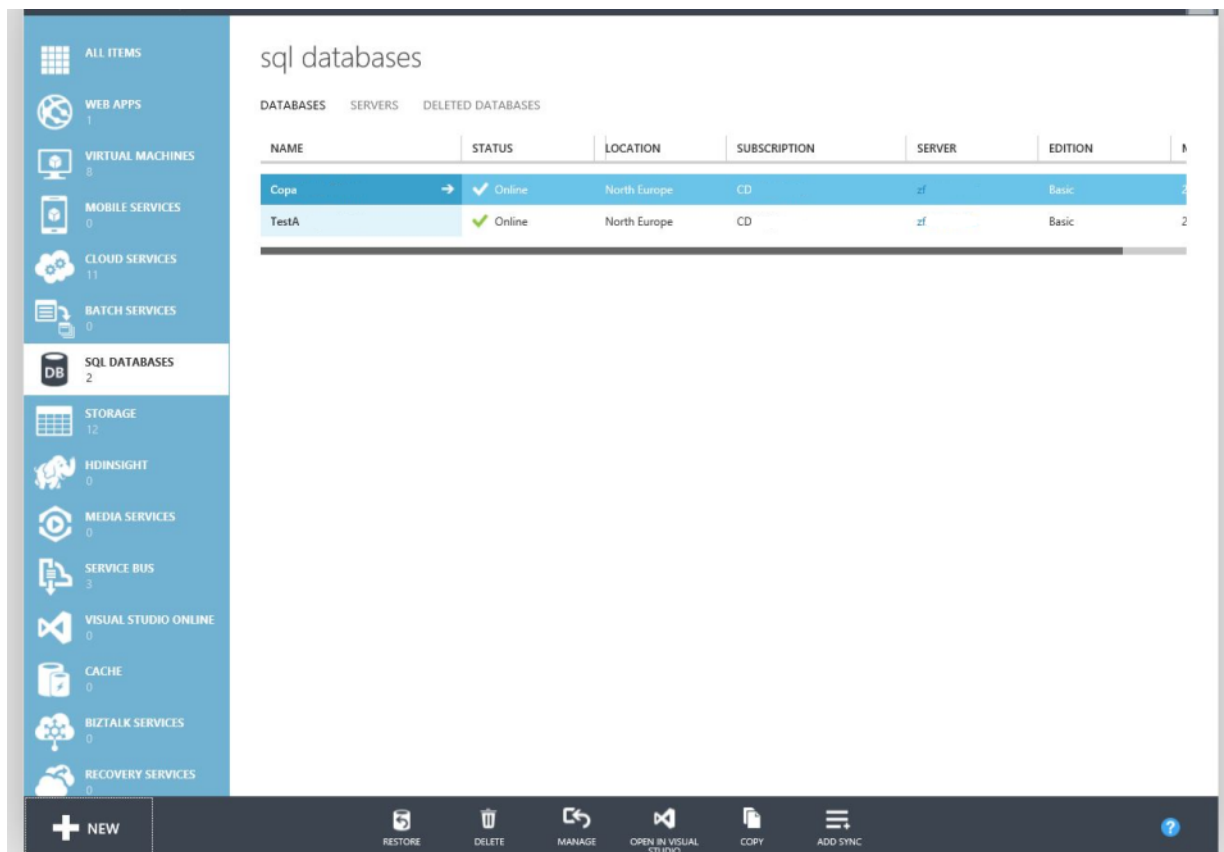 ALL ITEMS
WEB APPS
1
VIRTUAL MACHINES
8
MOBILE SERVICES
0
CLOUD SERVICES
11
BATCH SERVICES
0
DB
SQL DATABASES
2
STORAGE
12
HDINSIGHT
0
MEDIA SERVICES
0
SERVICE BUS
3
VISUAL STUDIO ONLINE
0
CACHE
0
BIZTALK SERVICES
0
RECOVERY SERVICES
0
sql databases
DATABASES SERVERS DELETED DATABASES
NAME STATUS LOCATION SUBSCRIPTION SERVER EDITION
Copa Online North Europe CD zf Basic 2
TestA Online North Europe CD zf Basic 2
NEW
RESTORE
DELETE
MANAGE
OPEN IN VISUAL
STUDIO
COPY
ADD SYNC
?